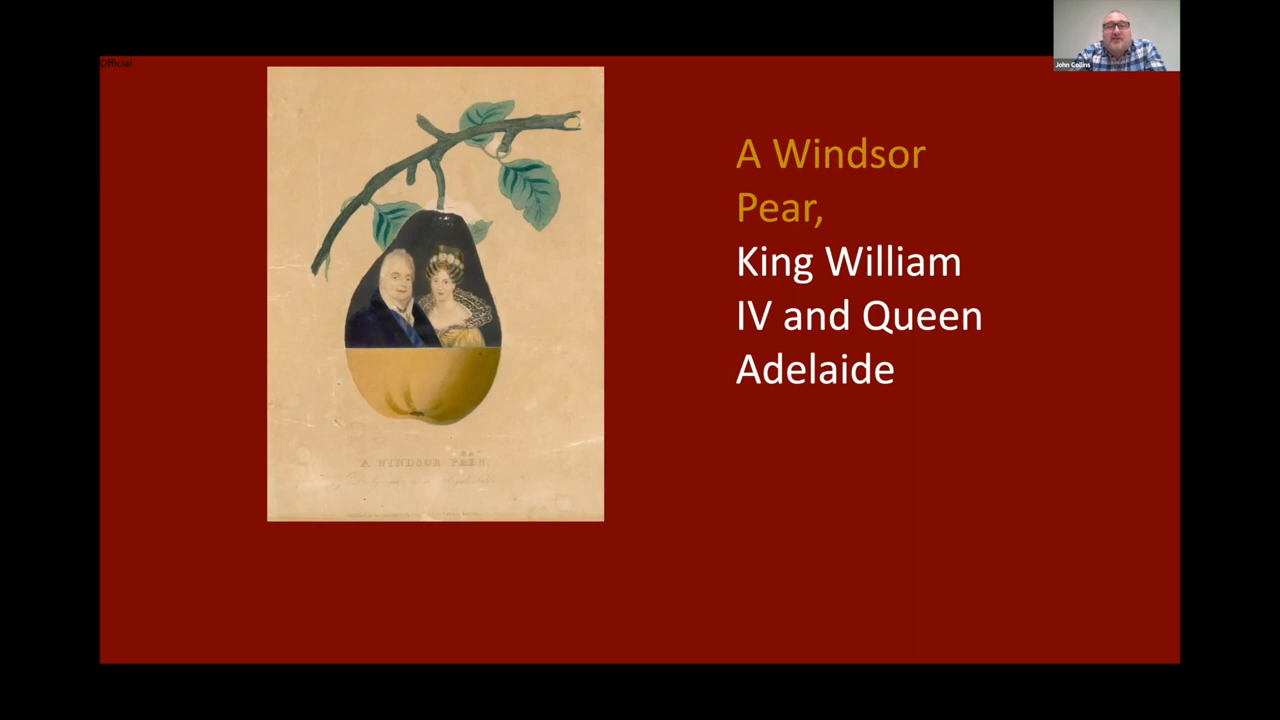 Official
John Collins
A Windsor
Pear,
King William
IV and Queen
Adelaide
A WINDSOR PEAR